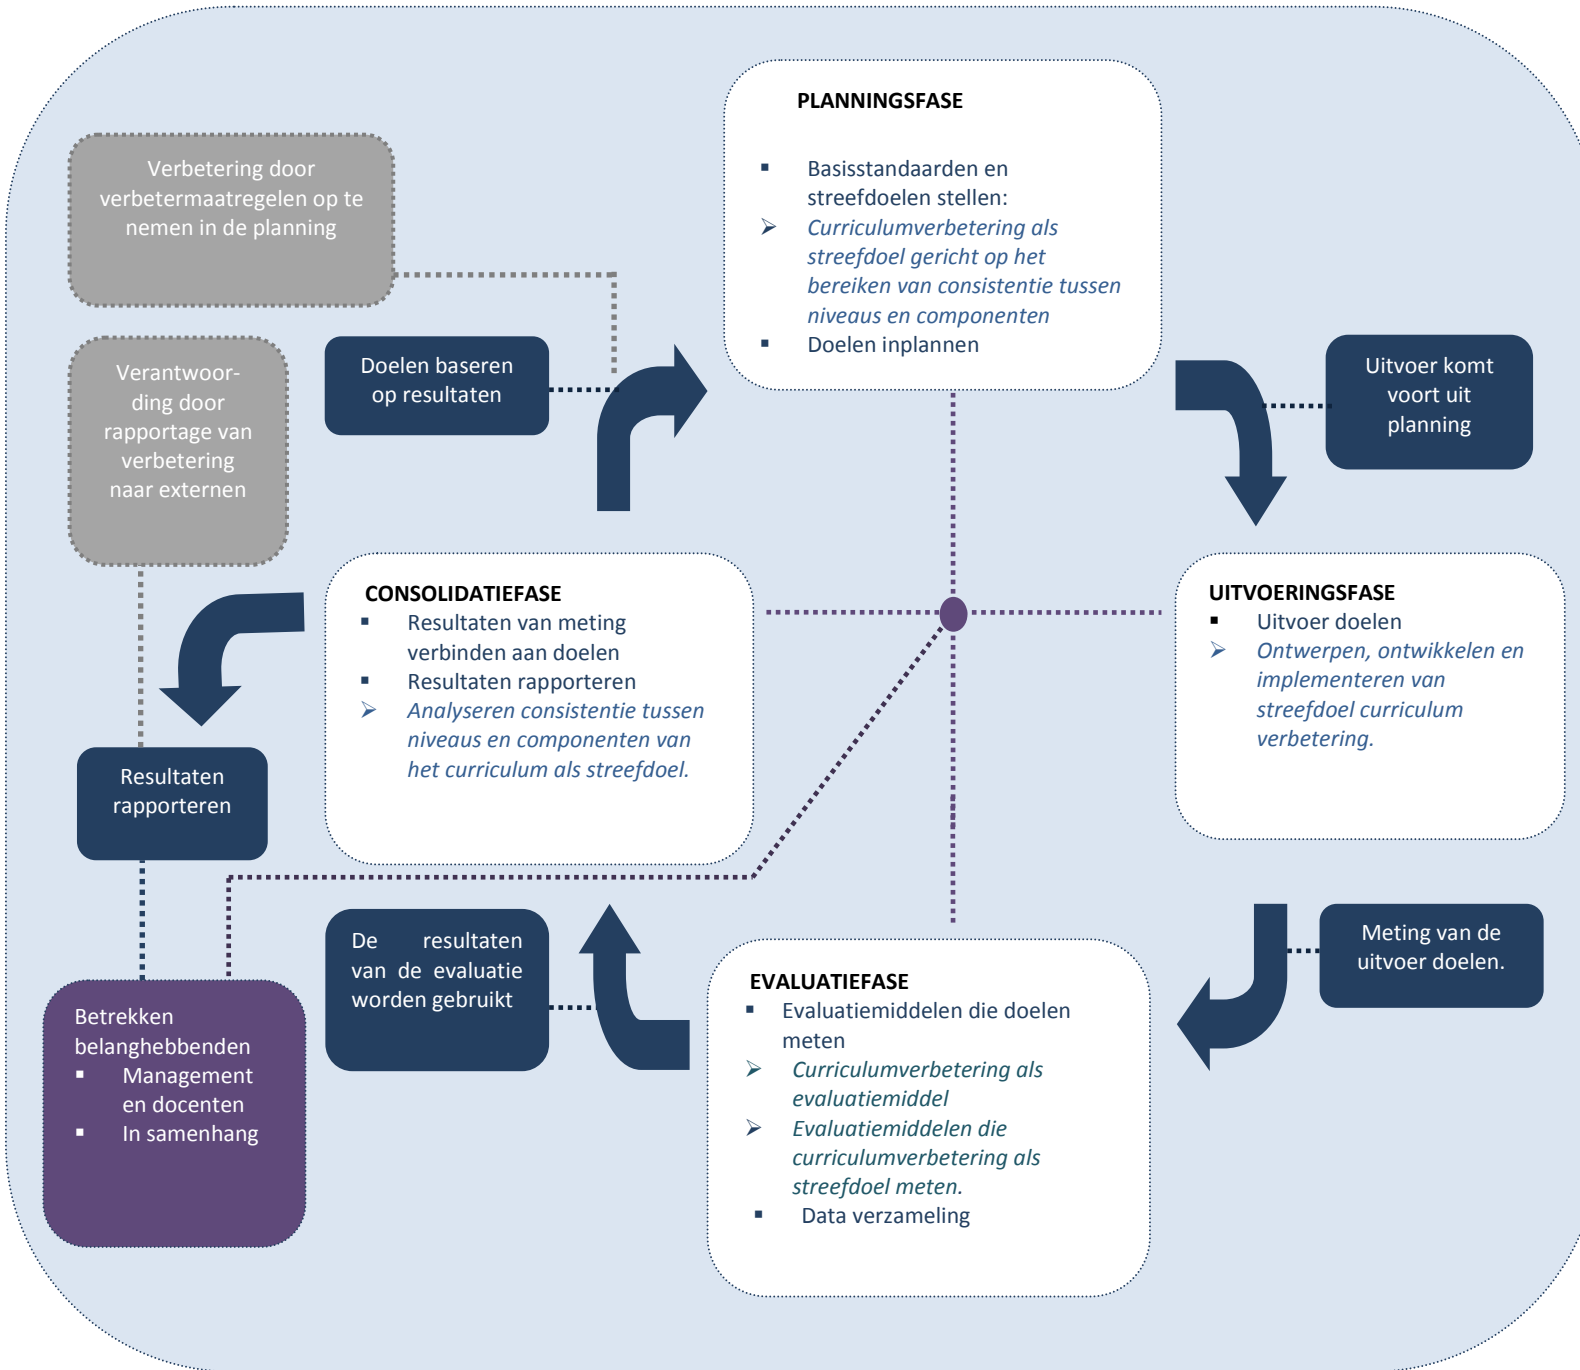 PLANNINGSFASE
▪ Basisstandaarden en
streefdoelen stellen:
➢ Curriculumverbetering als
streefdoel gericht op het
bereiken van consistentie tussen
niveaus en componenten
▪ Doelen inplannen
Verbetering door
verbetermaatregelen op te
nemen in de planning
Verantwoor-
ding door
rapportage van
verbetering
naar externen
Doelen baseren
op resultaten
Uitvoer komt
voort uit
planning
CONSOLIDATIEFASE
▪ Resultaten van meting
verbinden aan doelen
▪ Resultaten rapporteren
➢ Analyseren consistentie tussen
niveaus en componenten van
het curriculum als streefdoel.
UITVOERINGSFASE
▪ Uitvoer doelen
➢ Ontwerpen, ontwikkelen en
implementeren van
streefdoel curriculum
verbetering.
Resultaten
rapporteren
De resultaten
van de evaluatie
worden gebruikt
Meting van de
uitvoer doelen.
EVALUATIEFASE
▪ Evaluatiemiddelen die doelen
meten
➢ Curriculumverbetering als
evaluatiemiddel
➢ Evaluatiemiddelen die
curriculumverbetering als
streefdoel meten.
▪ Data verzameling
Betrekken
belanghebbenden
▪ Management
en docenten
▪ In samenhang